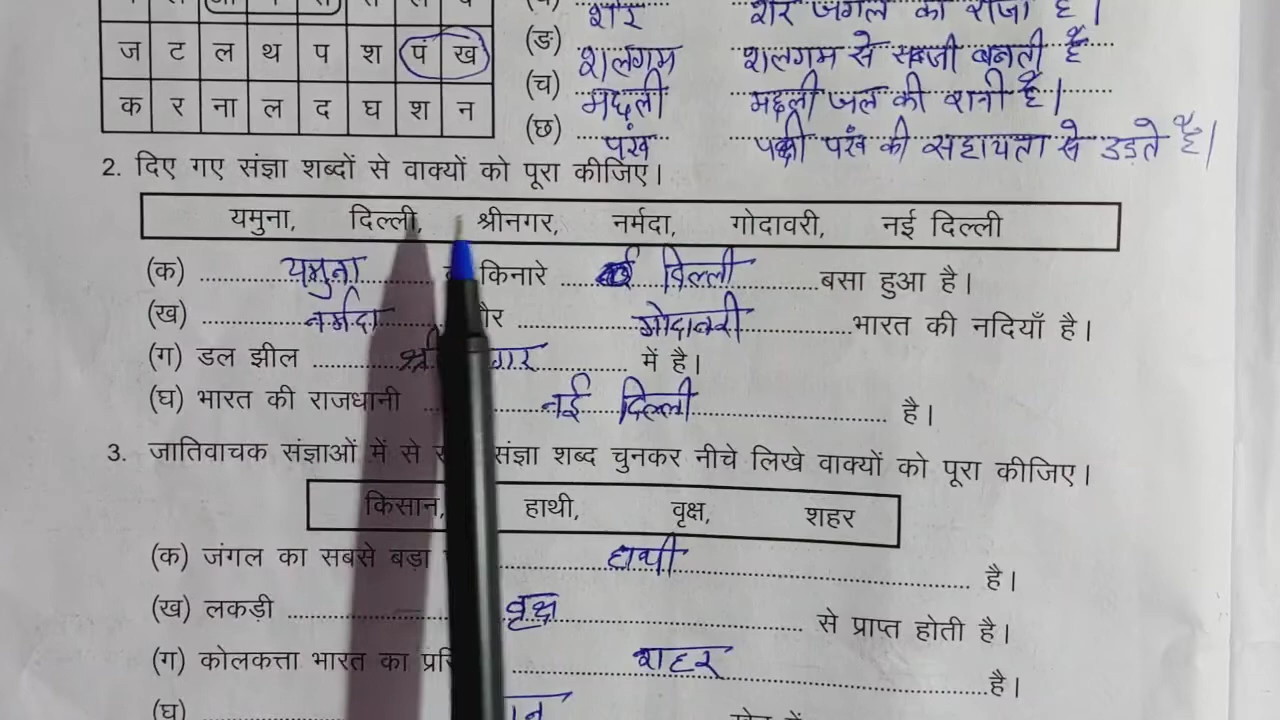 शेर शेर जंगल का राजा है।
ज ट ल थ प श पं ख
(ङ) शलगम शलगम से सब्जी बनती है
(च) मछली मछली जल की रानी है।
क र ना ल द घ श न
(छ) पंख पक्षी पंख की सहायता से उड़ते है।
2. दिए गए संज्ञा शब्दों से वाक्यों को पूरा कीजिए।
यमुना, दिल्ली, श्रीनगर, नर्मदा, गोदावरी, नई दिल्ली
(क) यमुना किनारे दिल्ली बसा हुआ है।
(ख) नर्मदा और गोदावरी भारत की नदियाँ है।
(ग) डल झील श्रीनगर में है।
(घ) भारत की राजधानी नई दिल्ली है।
3. जातिवाचक संज्ञाओं में से संज्ञा शब्द चुनकर नीचे लिखे वाक्यों को पूरा कीजिए।
किसान, हाथी, वृक्ष, शहर
(क) जंगल का सबसे बड़ा हाथी है।
(ख) लकड़ी वृक्ष से प्राप्त होती है।
(ग) कोलकत्ता भारत का शहर है।
(घ)